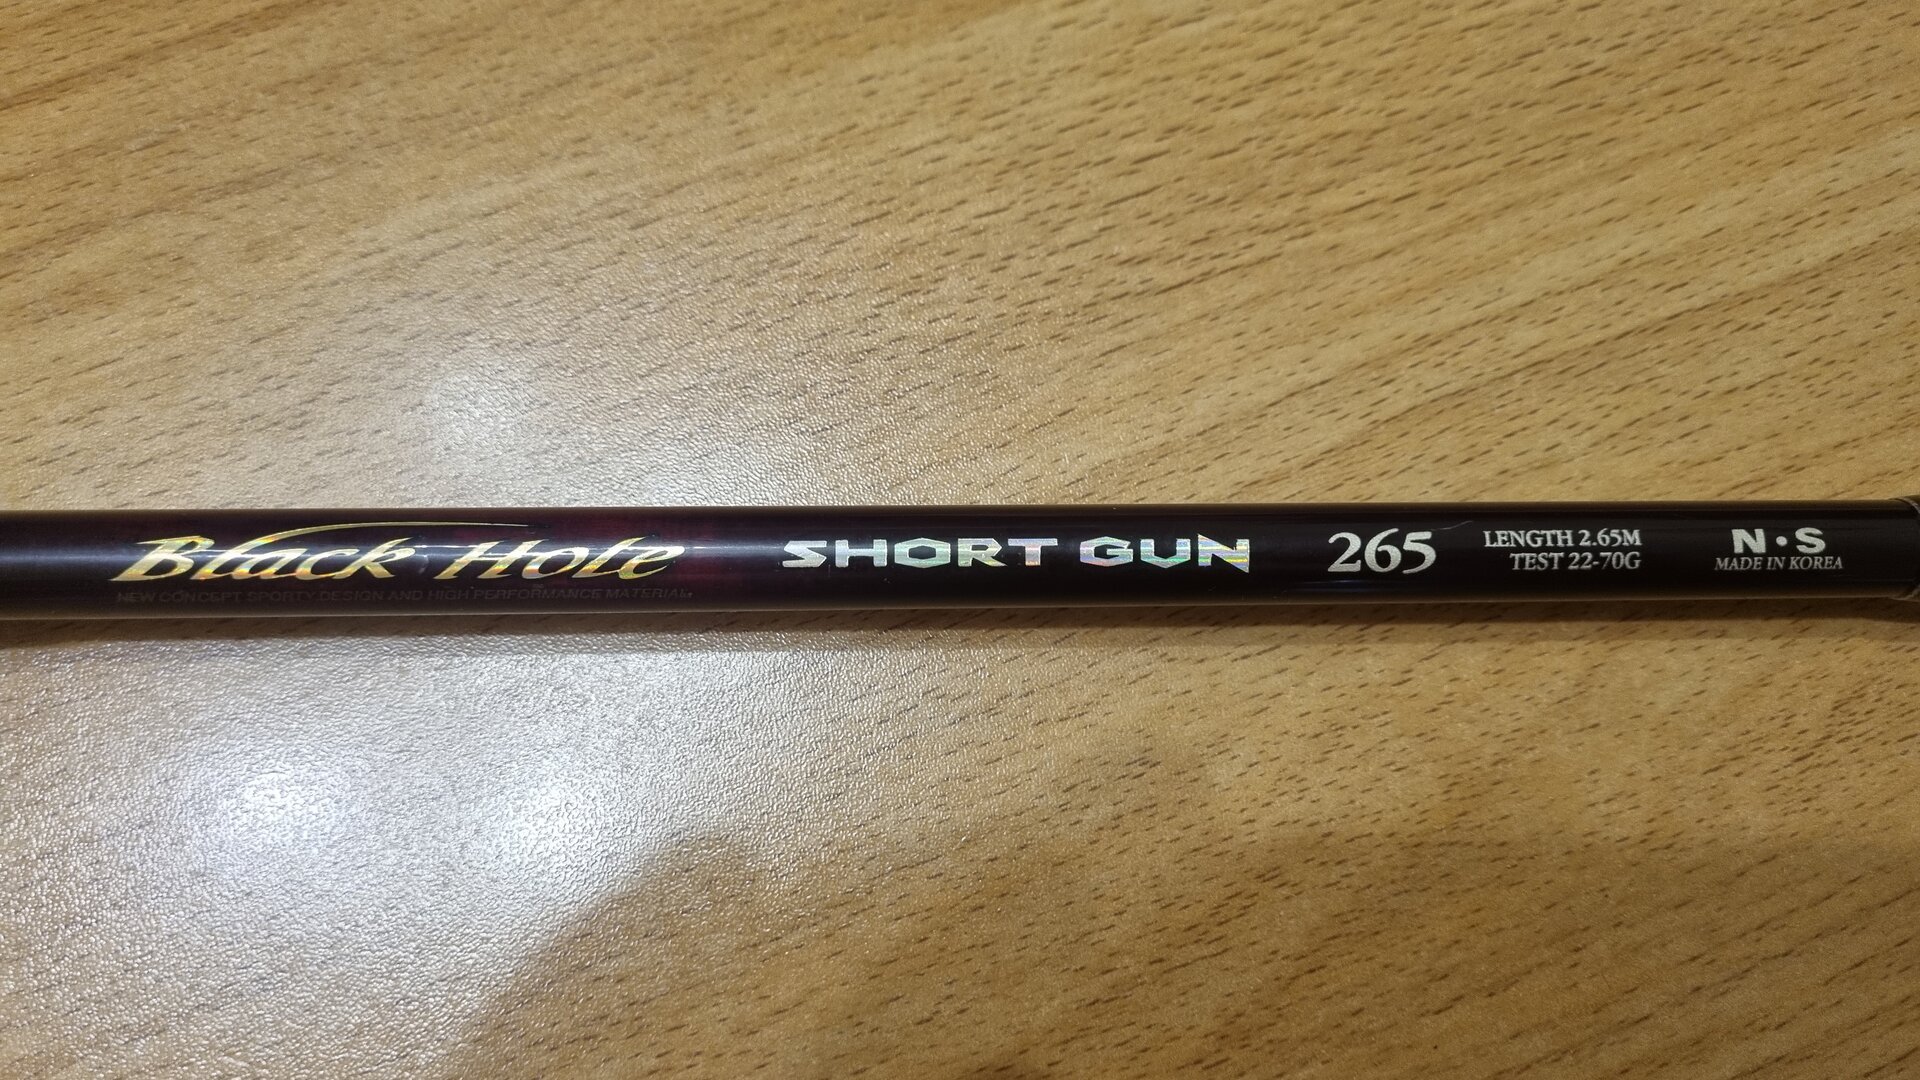 Black Hole
NEW CONCEPT SPORTY DESIGN AND HIGH PERFORMANCE MATERIAL
SHORT GUN
265
LENGTH 2.65M
TEST 22-70G
N·S
MADE IN KOREA